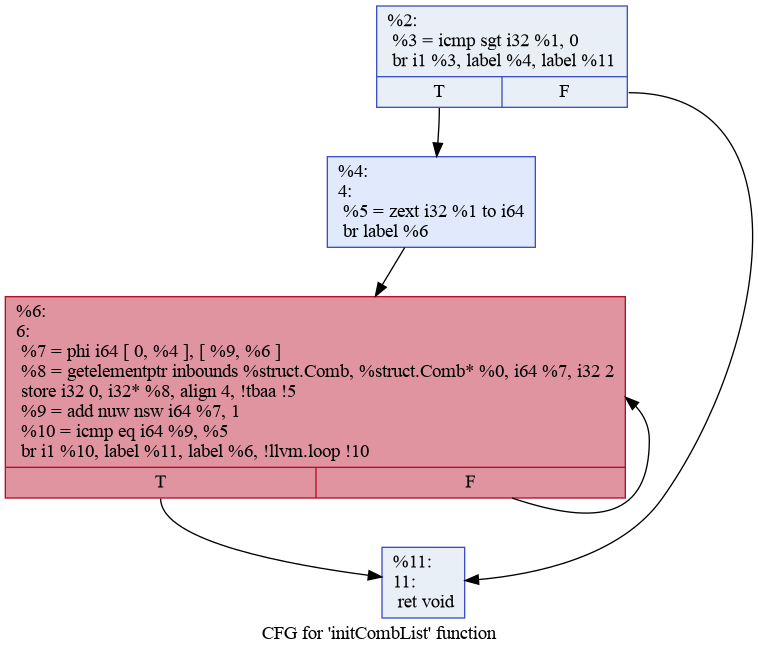 %2:
%3 = icmp sgt i32 %1, 0
br i1 %3, label %4, label %11
T F
%4:
4:
%5 = zext i32 %1 to i64
br label %6
%6:
6:
%7 = phi i64 [ 0, %4 ], [ %9, %6 ]
%8 = getelementptr inbounds %struct.Comb, %struct.Comb* %0, i64 %7, i32 2
store i32 0, i32* %8, align 4, !tbaa !5
%9 = add nuw nsw i64 %7, 1
%10 = icmp eq i64 %9, %5
br i1 %10, label %11, label %6, !llvm.loop !10
T F
%11:
11:
ret void
CFG for 'initCombList' function